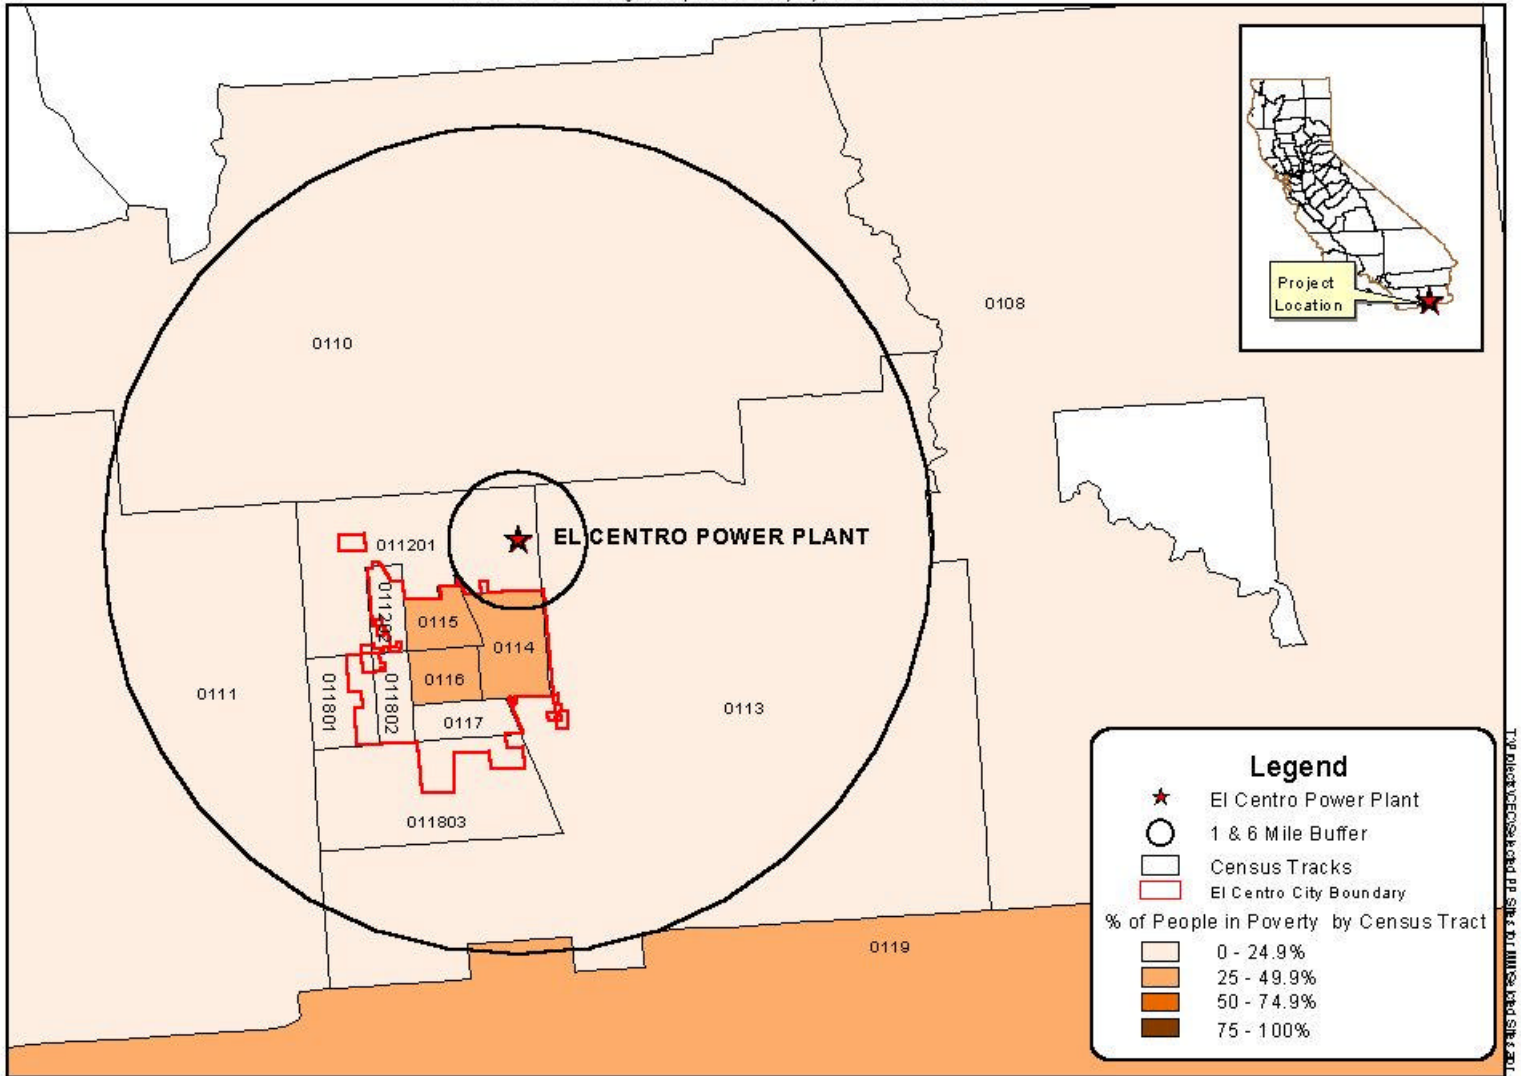 Project
Location
0108
0110
EL CENTRO POWER PLANT
011201
011202
0115
0114
0116
0111
011801
011802
0117
0113
011803
0119
Legend
El Centro Power Plant
1 & 6 Mile Buffer
Census Tracks
El Centro City Boundary
% of People in Poverty by Census Tract
0 - 24.9%
25 - 49.9%
50 - 74.9%
75 - 100%